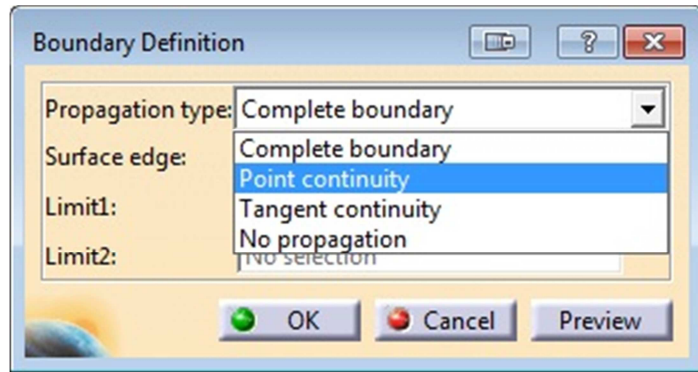 Boundary Definition
?
Propagation type: Complete boundary
Surface edge:
Complete boundary
Point continuity
Limit1:
Tangent continuity
No propagation
Limit2:
No selection
OK Cancel Preview